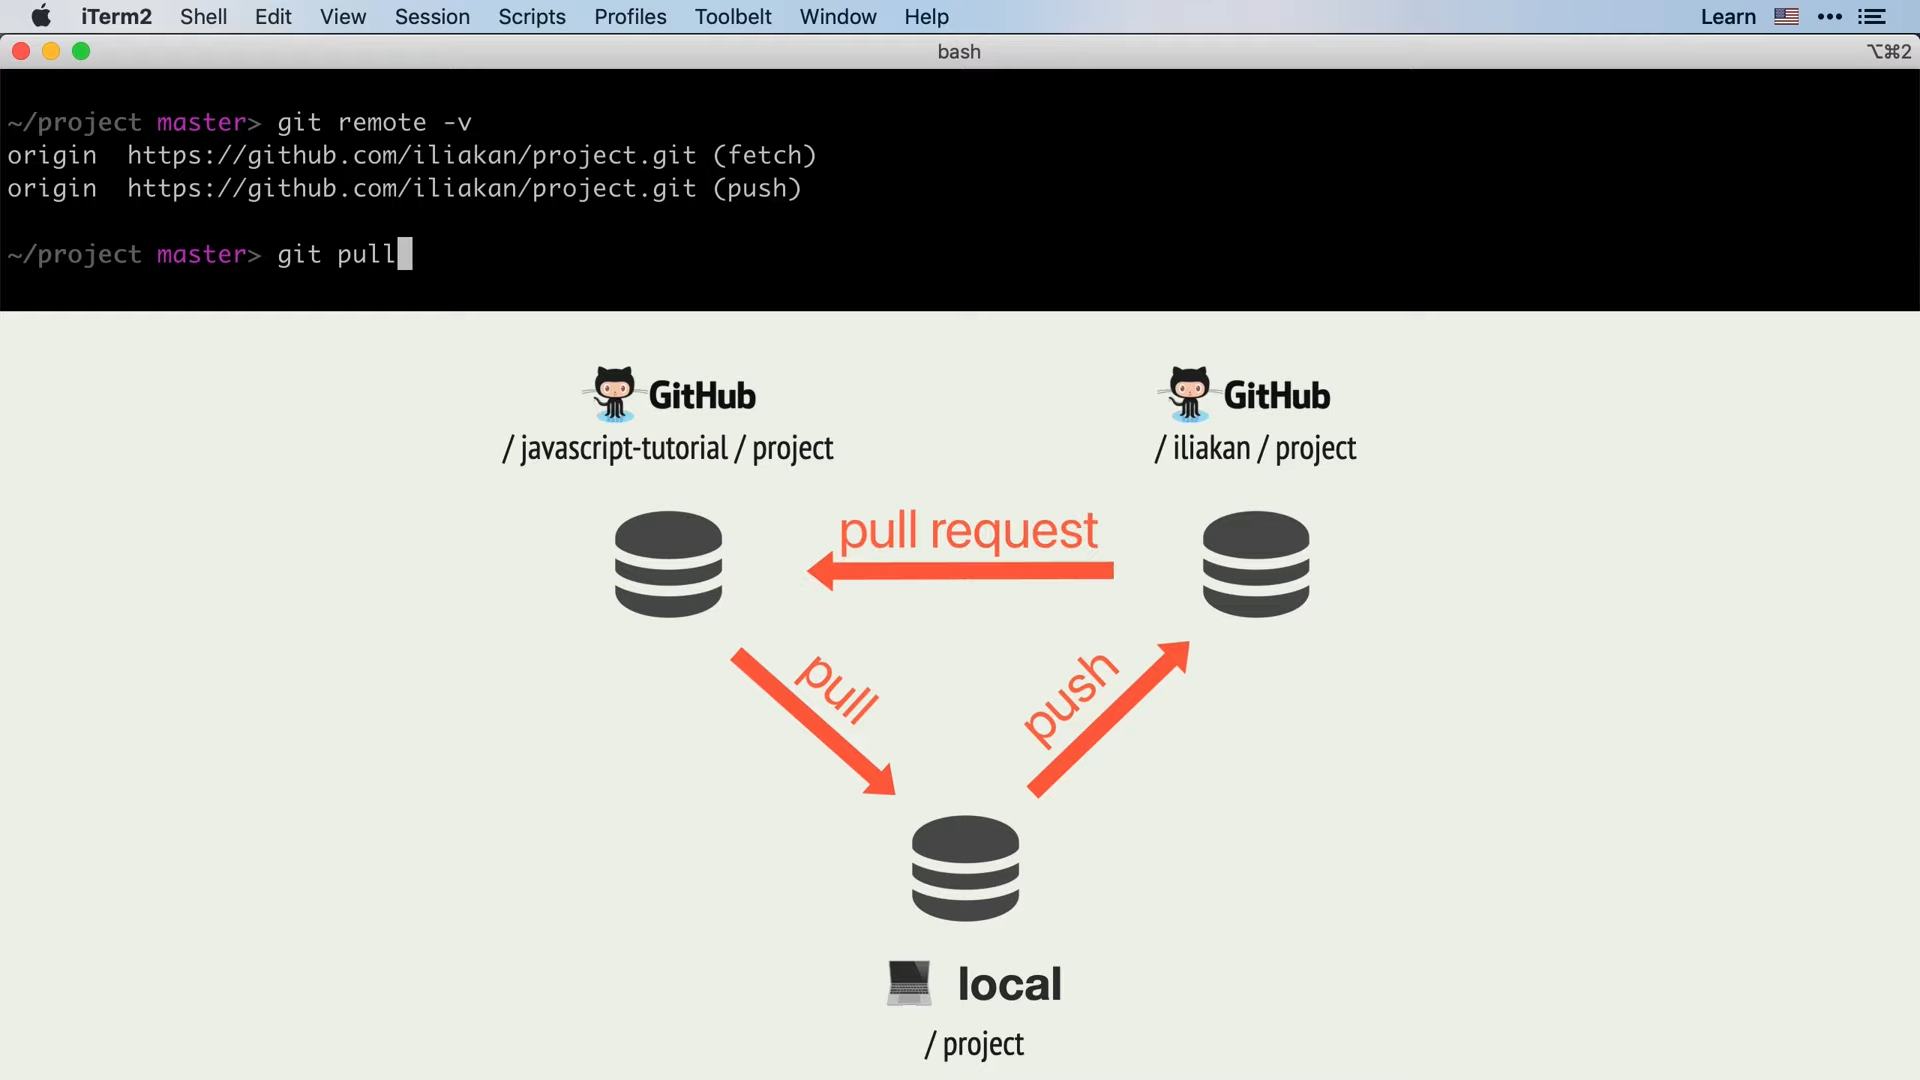 iTerm2 Shell Edit View Session Scripts Profiles Toolbelt Window Help Learn
bash ⌥⌘2
~/project master> git remote -v
origin  https://github.com/iliakan/project.git (fetch)
origin  https://github.com/iliakan/project.git (push)
~/project master> git pull
GitHub GitHub
/ javascript-tutorial / project / iliakan / project
pull request
pull push
local
/ project